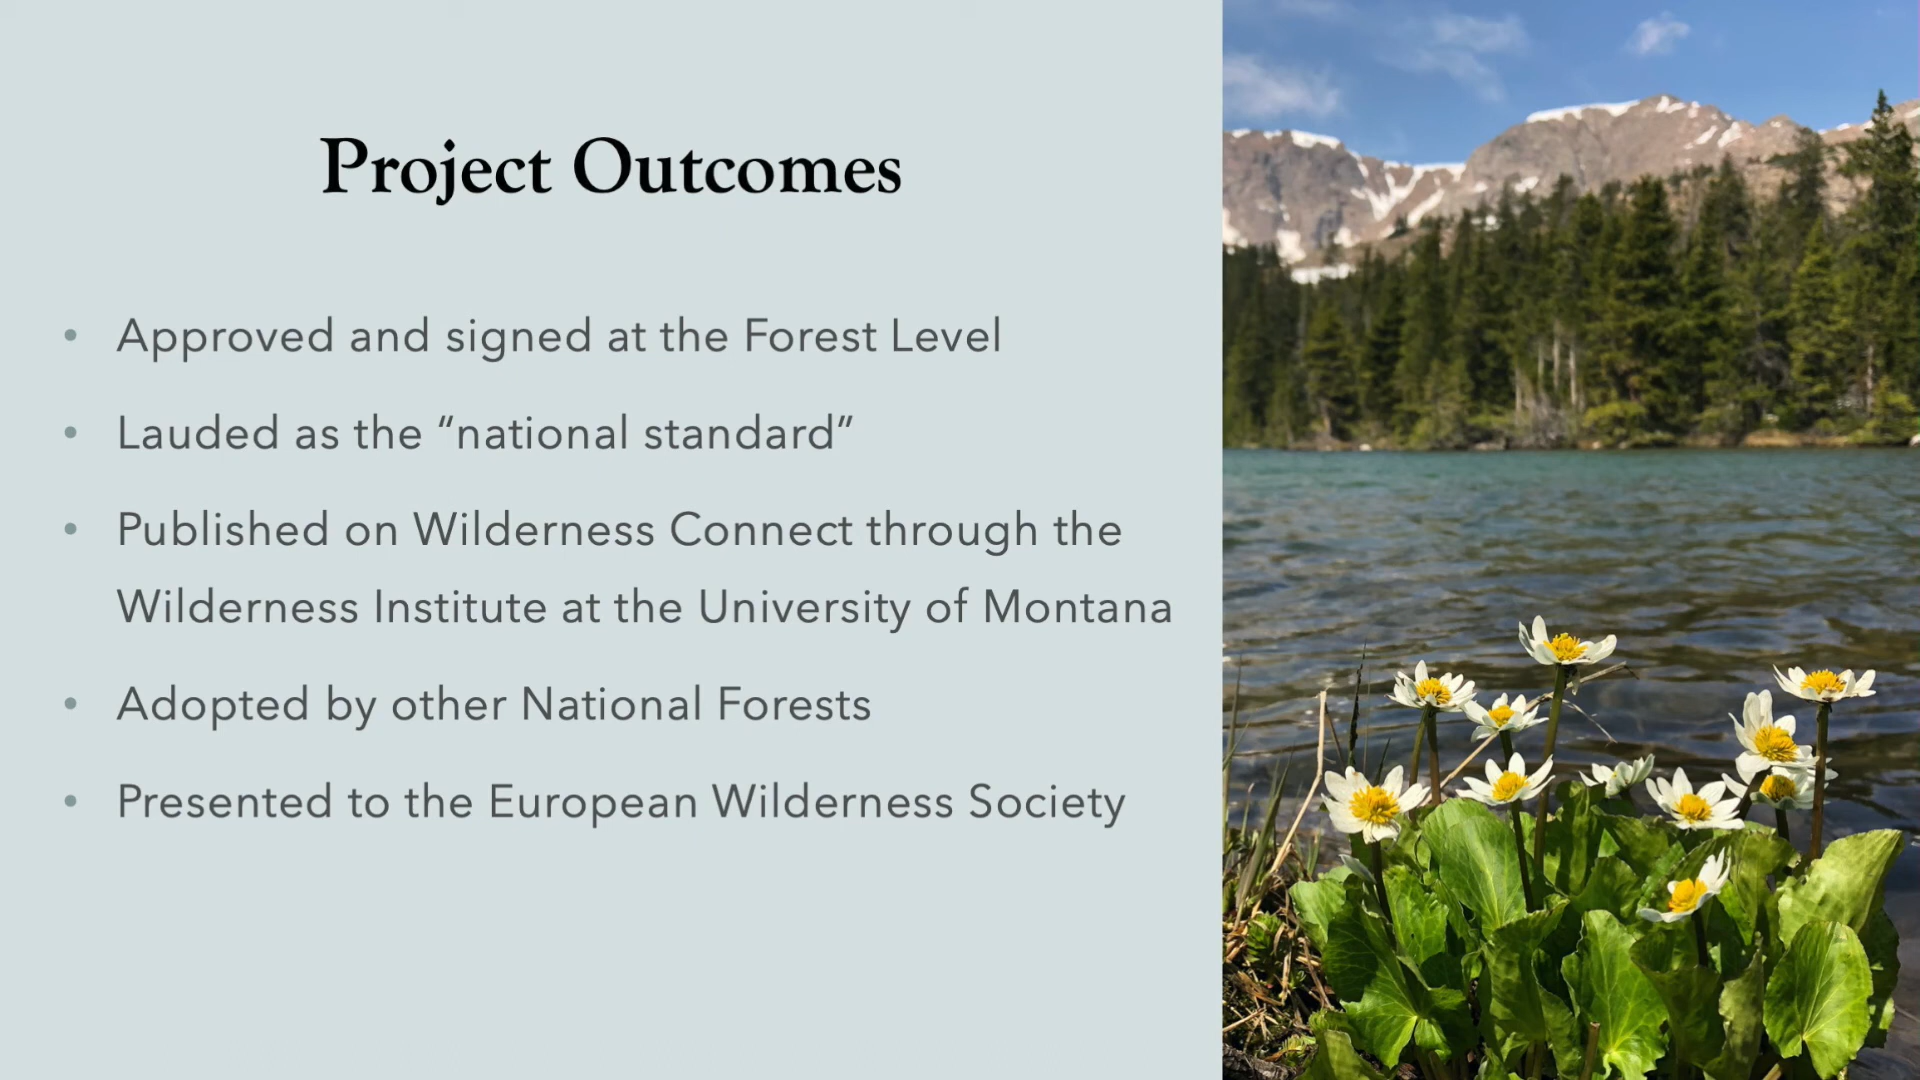 Project Outcomes
• Approved and signed at the Forest Level
• Lauded as the “national standard”
• Published on Wilderness Connect through the
Wilderness Institute at the University of Montana
• Adopted by other National Forests
• Presented to the European Wilderness Society